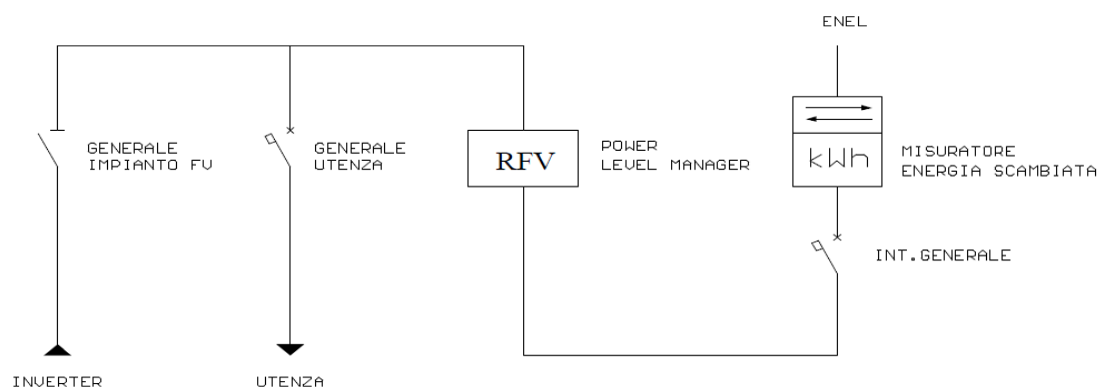 ENEL
GENERALE
IMPIANTO FV
GENERALE
UTENZA
RFV
POWER
LEVEL MANAGER
kWh
MISURATORE
ENERGIA SCAMBIATA
INT.GENERALE
INVERTER
UTENZA